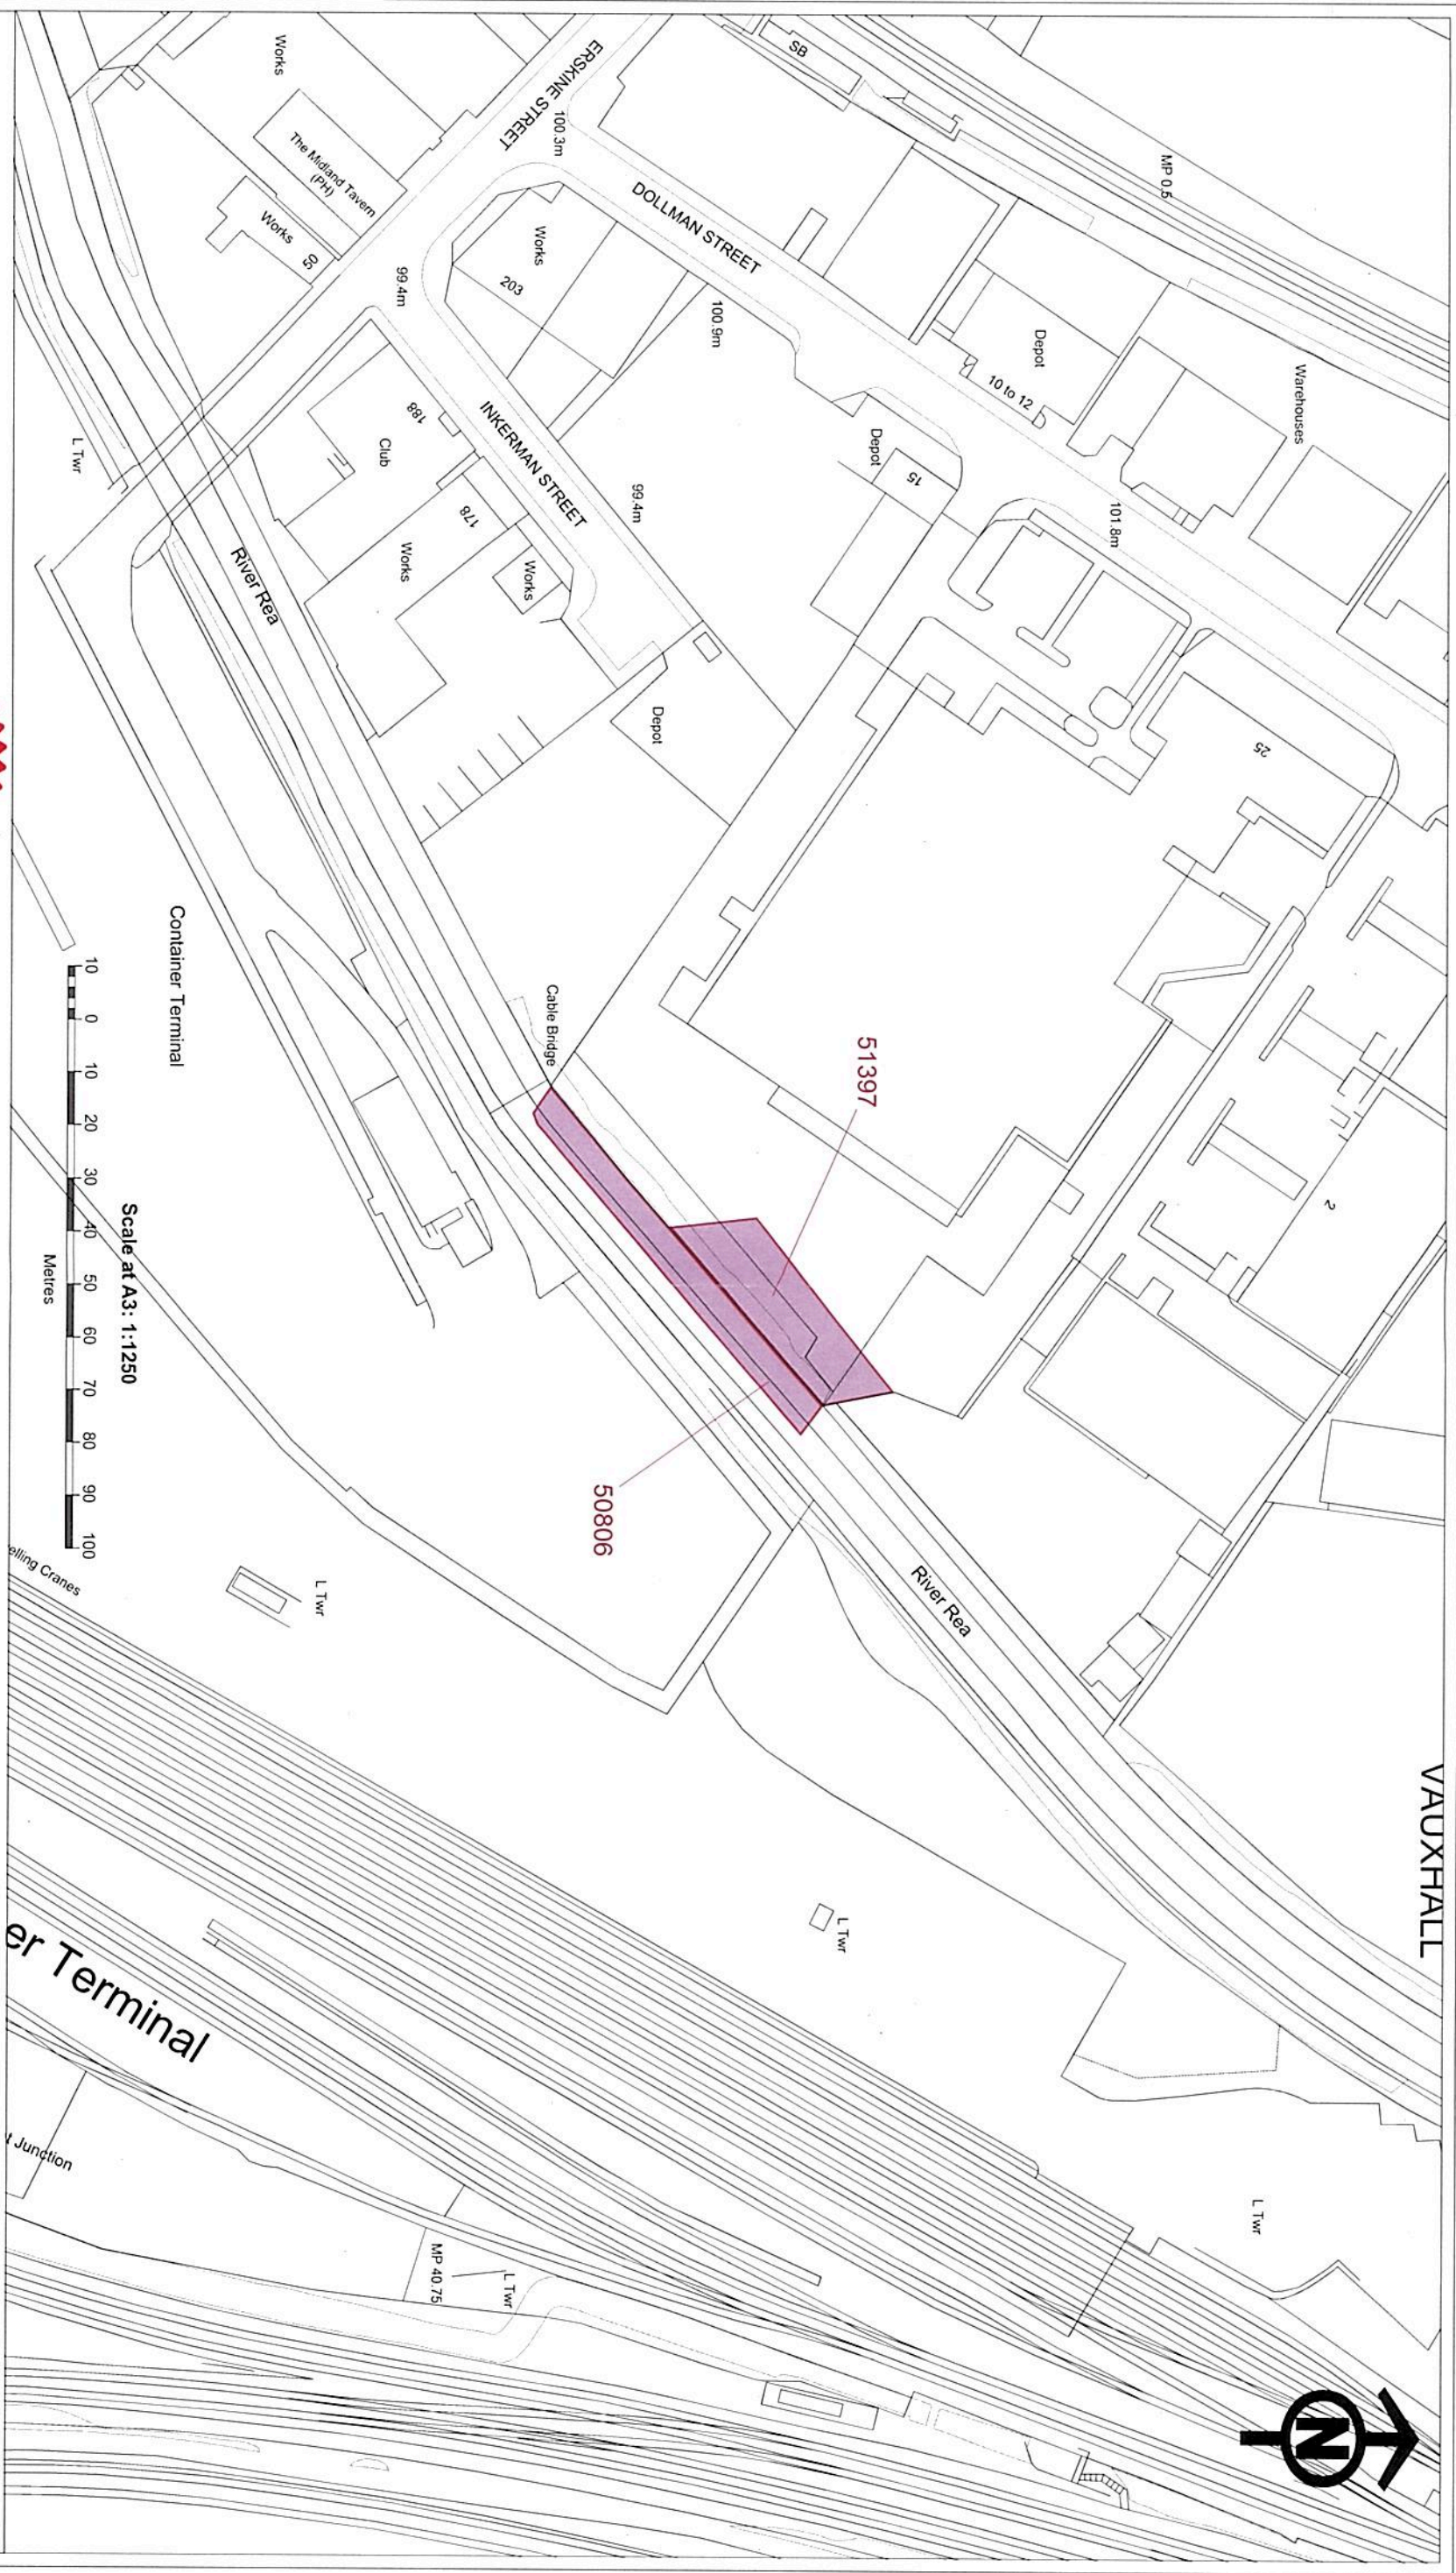 VAUXHALL
MP 0.5
SB
Works
ERSKINE STREET
100.3m
DOLLMAN STREET
The Midland Tavern
(PH)
Works
50
Works
203
99.4m
100.9m
Depot
10 to 12
Warehouses
Depot
15
101.8m
INKERMAN STREET
99.4m
188
Club
178
Works
Works
L Twr
River Rea
Depot
25
2
Cable Bridge
51397
50806
Container Terminal
River Rea
Scale at A3: 1:1250
10 0 10 20 30 40 50 60 70 80 90 100
Metres
elling Cranes
L Twr
L Twr
L Twr
er Terminal
t Junction
MP 40.75
L Twr
N